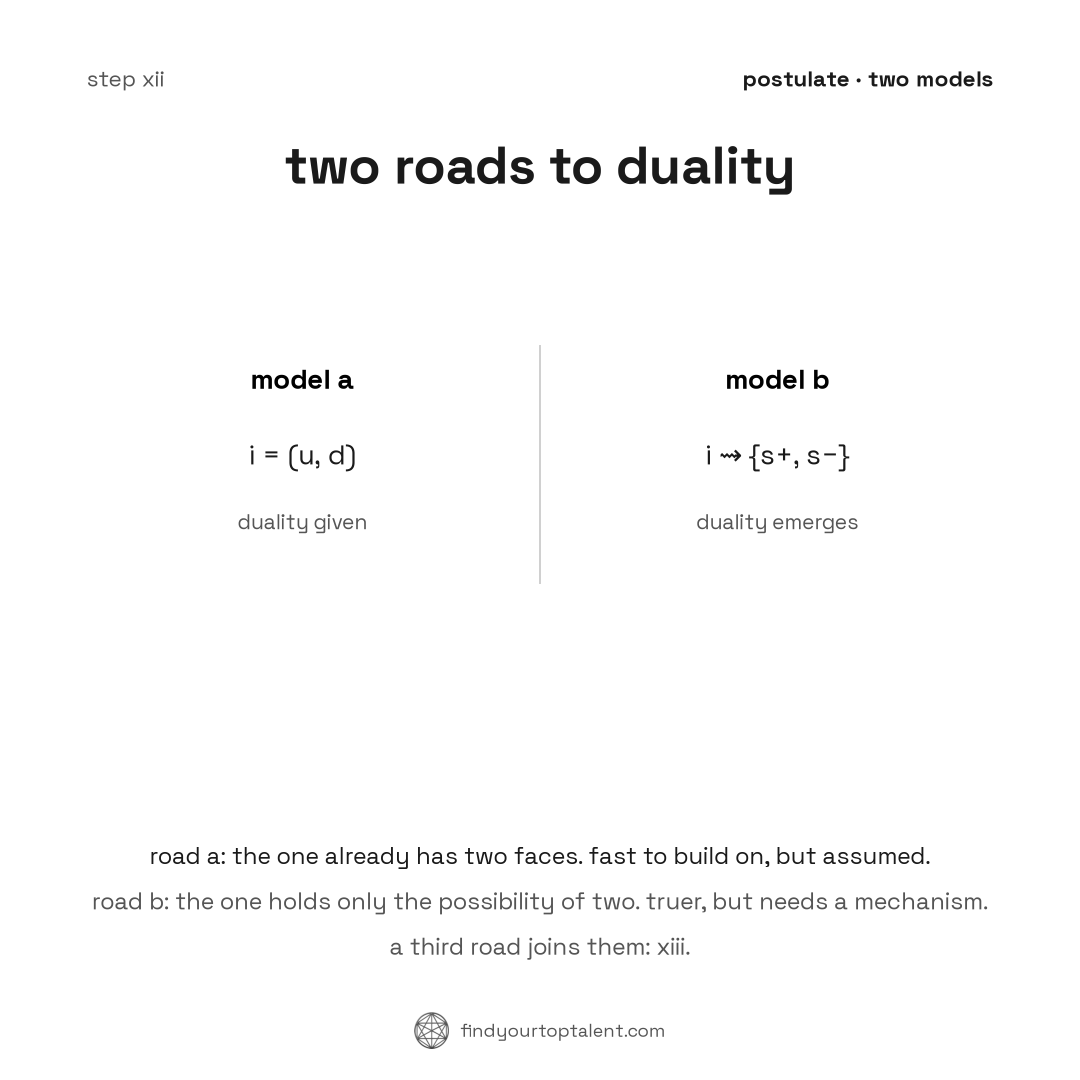 step xii
postulate · two models
two roads to duality
model a
i = (u, d)
duality given
model b
i ⇝ {s+, s−}
duality emerges
road a: the one already has two faces. fast to build on, but assumed.
road b: the one holds only the possibility of two. truer, but needs a mechanism.
a third road joins them: xiii.
findyourtoptalent.com